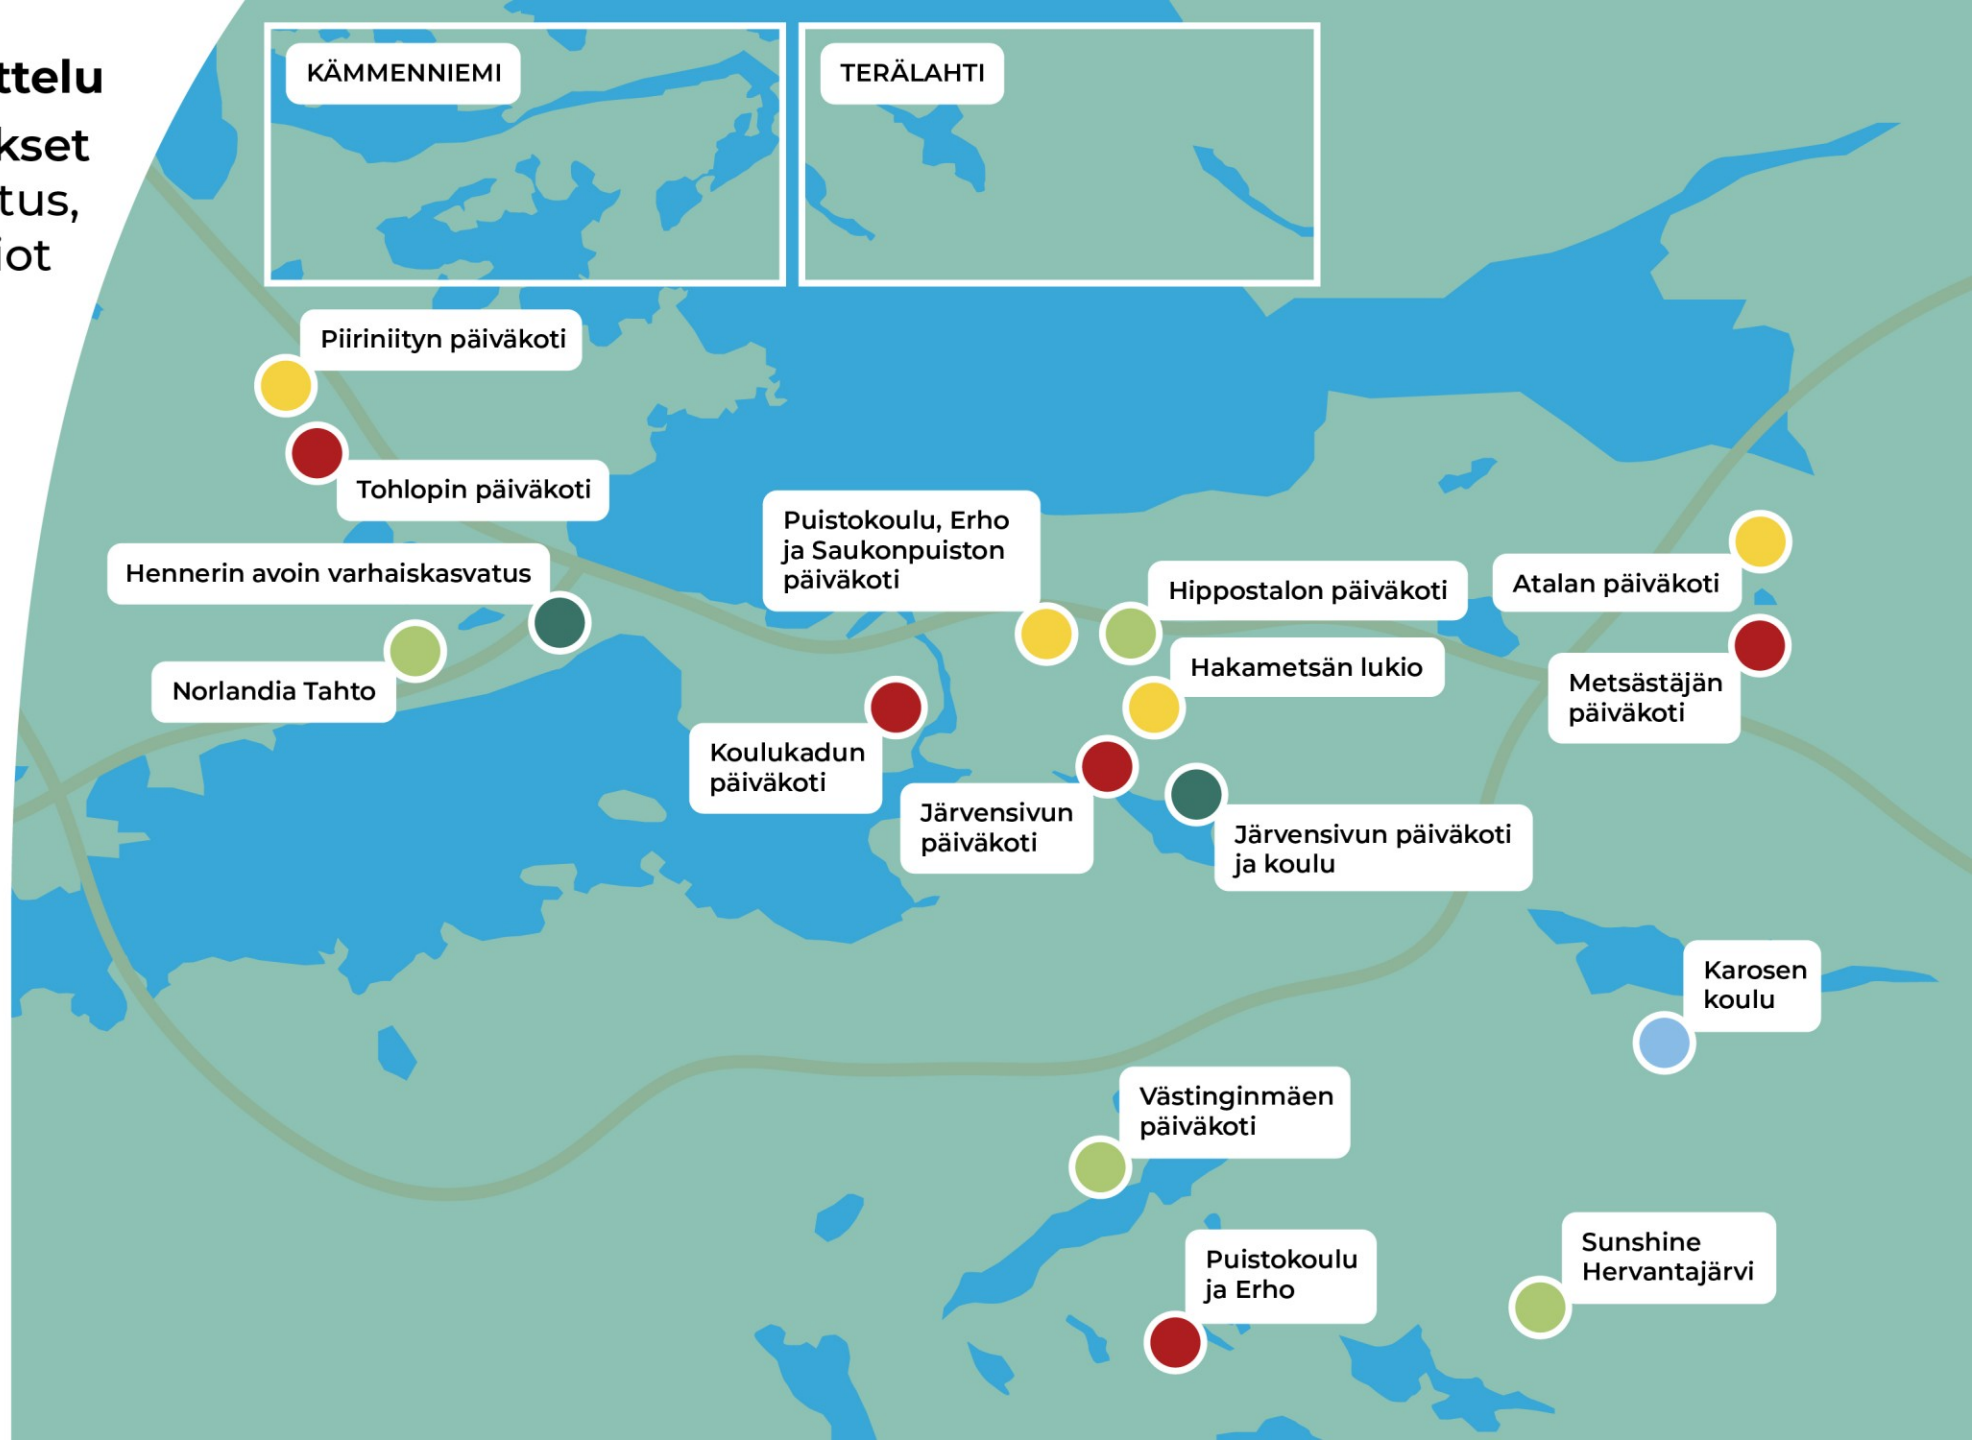 ttelu
kset
tus,
iot
KÄMMENNIEMI
TERÄLAHTI
Piiriniityn päiväkoti
Tohlopin päiväkoti
Hennerin avoin varhaiskasvatus
Norlandia Tahto
Puistokoulu, Erho
ja Saukonpuiston
päiväkoti
Hippostalon päiväkoti
Atalan päiväkoti
Hakametsän lukio
Metsästäjän
päiväkoti
Koulukadun
päiväkoti
Järvensivun
päiväkoti
Järvensivun päiväkoti
ja koulu
Karosen
koulu
Västinginmäen
päiväkoti
Puistokoulu
ja Erho
Sunshine
Hervantajärvi